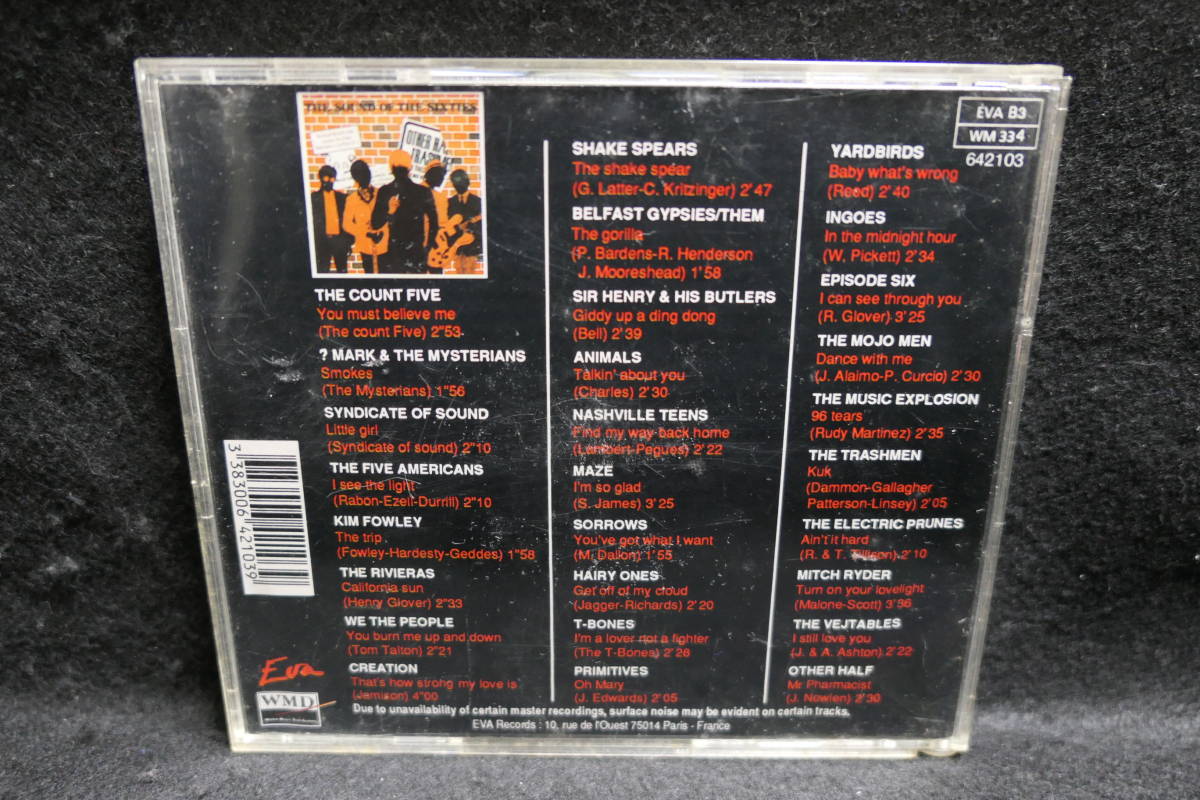 THE SOUND OF THE SIXTIES
OTHER HALF
THE COUNT FIVE
You must believe me
(The count Five) 2"53
? MARK & THE MYSTERIANS
Smokes
(The Mysterians) 1"56
SYNDICATE OF SOUND
Little girl
(Syndicate of sound) 2"10
THE FIVE AMERICANS
I see the light
(Rabon-Ezell-Durrill) 2"10
KIM FOWLEY
The trip
(Fowley-Hardesty-Geddes) 1"58
THE RIVIERAS
California sun
(Henry Glover) 2"33
WE THE PEOPLE
You burn me up and down
(Tom Talton) 2"21
CREATION
That's how strong my love is
(Jamison) 4"00
SHAKE SPEARS
The shake spear
(G. Latter-C. Kritzinger) 2'47
BELFAST GYPSIES/THEM
The gorilla
(P. Bardens-R. Henderson
J. Mooreshead) 1'58
SIR HENRY & HIS BUTLERS
Giddy up a ding dong
(Bell) 2'39
ANIMALS
Talkin' about you
(Charles) 2'30
NASHVILLE TEENS
Find my way back home
(Lambert-Pegues) 2'22
MAZE
I'm so glad
(S. James) 3'25
SORROWS
You've got what I want
(M. Dallon) 1'55
HAIRY ONES
Get off of my cloud
(Jagger-Richards) 2'20
T-BONES
I'm a lover not a fighter
(The T-Bones) 2'26
PRIMITIVES
Oh Mary
(J. Edwards) 2'05
EVA B3
WM 334
642103
YARDBIRDS
Baby what's wrong
(Reed) 2'40
INGOES
In the midnight hour
(W. Pickett) 2'34
EPISODE SIX
I can see through you
(R. Glover) 3'25
THE MOJO MEN
Dance with me
(J. Alaimo-P. Curcio) 2'30
THE MUSIC EXPLOSION
96 tears
(Rudy Martinez) 2'35
THE TRASHMEN
Kuk
(Dammon-Gallagher
Patterson-Linsey) 2'05
THE ELECTRIC PRUNES
Ain't it hard
(R. & T. Tillison) 2'10
MITCH RYDER
Turn on your lovelight
(Malone-Scott) 3'36
THE VEJTABLES
I still love you
(J. & A. Ashton) 2'22
OTHER HALF
Mr Pharmacist
(J. Nowlen) 2'30
3 383006 421039
Eva
WMD
Due to unavailability of certain master recordings, surface noise may be evident on certain tracks.
EVA Records : 10, rue de l'Ouest 75014 Paris - France